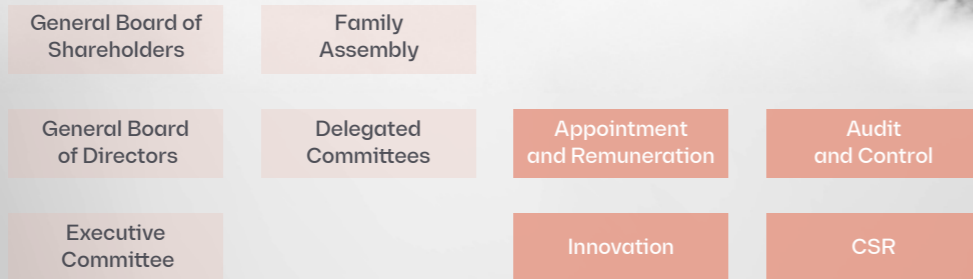 General Board of
Shareholders
Family
Assembly
General Board
of Directors
Delegated
Committees
Appointment
and Remuneration
Audit
and Control
Executive
Committee
Innovation
CSR